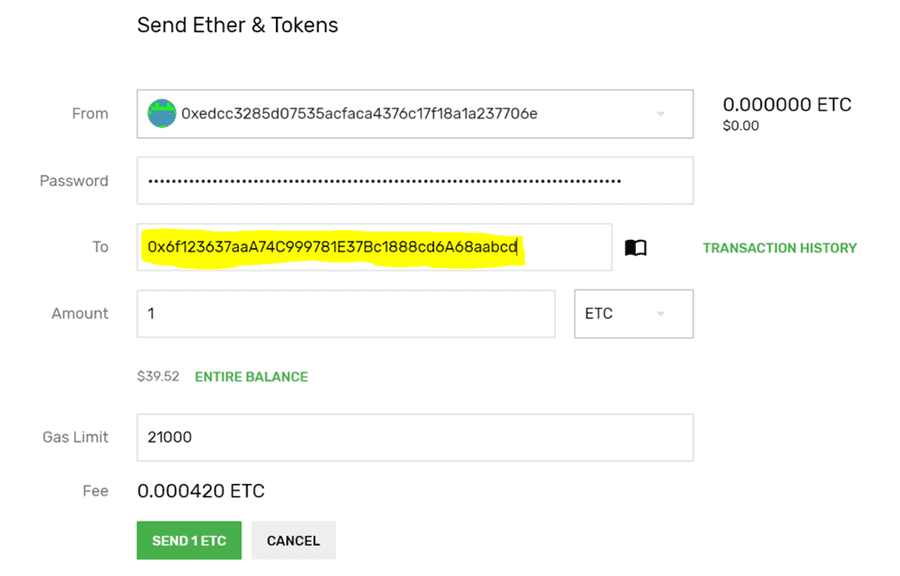 Send Ether & Tokens
From 0xedcc3285d07535acfaca4376c17f18a1a237706e 0.000000 ETC
$0.00
Password ••••••••••••••••••••••••••••••••••••••••••••••••••••••••••••••••••••••••••••••••
To 0x6f123637aaA74C999781E37Bc1888cd6A68aabcd TRANSACTION HISTORY
Amount 1 ETC
$39.52 ENTIRE BALANCE
Gas Limit 21000
Fee 0.000420 ETC
SEND 1 ETC CANCEL